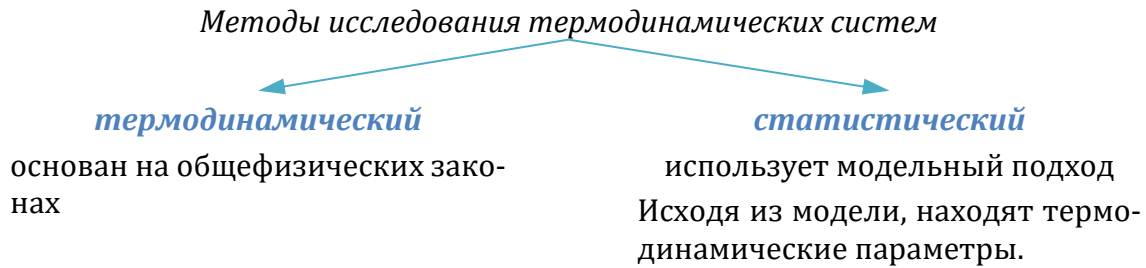 Методы исследования термодинамических систем
термодинамический
основан на общефизических зако-
нах
статистический
использует модельный подход
Исходя из модели, находят термо-
динамические параметры.